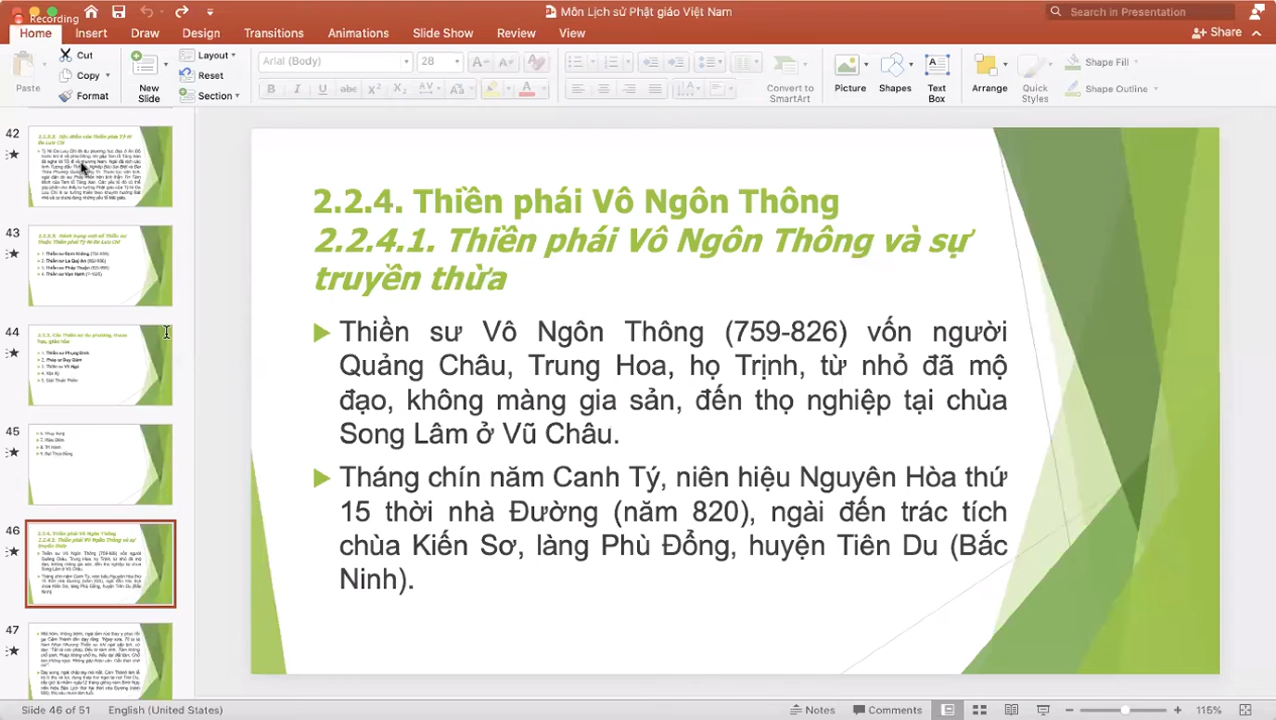 Recording
Môn Lịch sử Phật giáo Việt Nam
Search in Presentation
Home Insert Draw Design Transitions Animations Slide Show Review View
Share
Paste
Cut
Copy
Format
New Slide
Layout
Reset
Section
Arial (Body) 28
Convert to SmartArt
Picture
Shapes
Text Box
Arrange
Quick Styles
Shape Fill
Shape Outline
42
43
44
45
46
47
2.2.4. Thiền phái Vô Ngôn Thông
2.2.4.1. Thiền phái Vô Ngôn Thông và sự
truyền thừa
Thiền sư Vô Ngôn Thông (759-826) vốn người
Quảng Châu, Trung Hoa, họ Trịnh, từ nhỏ đã mộ
đạo, không màng gia sản, đến thọ nghiệp tại chùa
Song Lâm ở Vũ Châu.
Tháng chín năm Canh Tý, niên hiệu Nguyên Hòa thứ
15 thời nhà Đường (năm 820), ngài đến trác tích
chùa Kiến Sơ, làng Phù Đổng, huyện Tiên Du (Bắc
Ninh).
Slide 46 of 51
English (United States)
Notes
Comments
115%